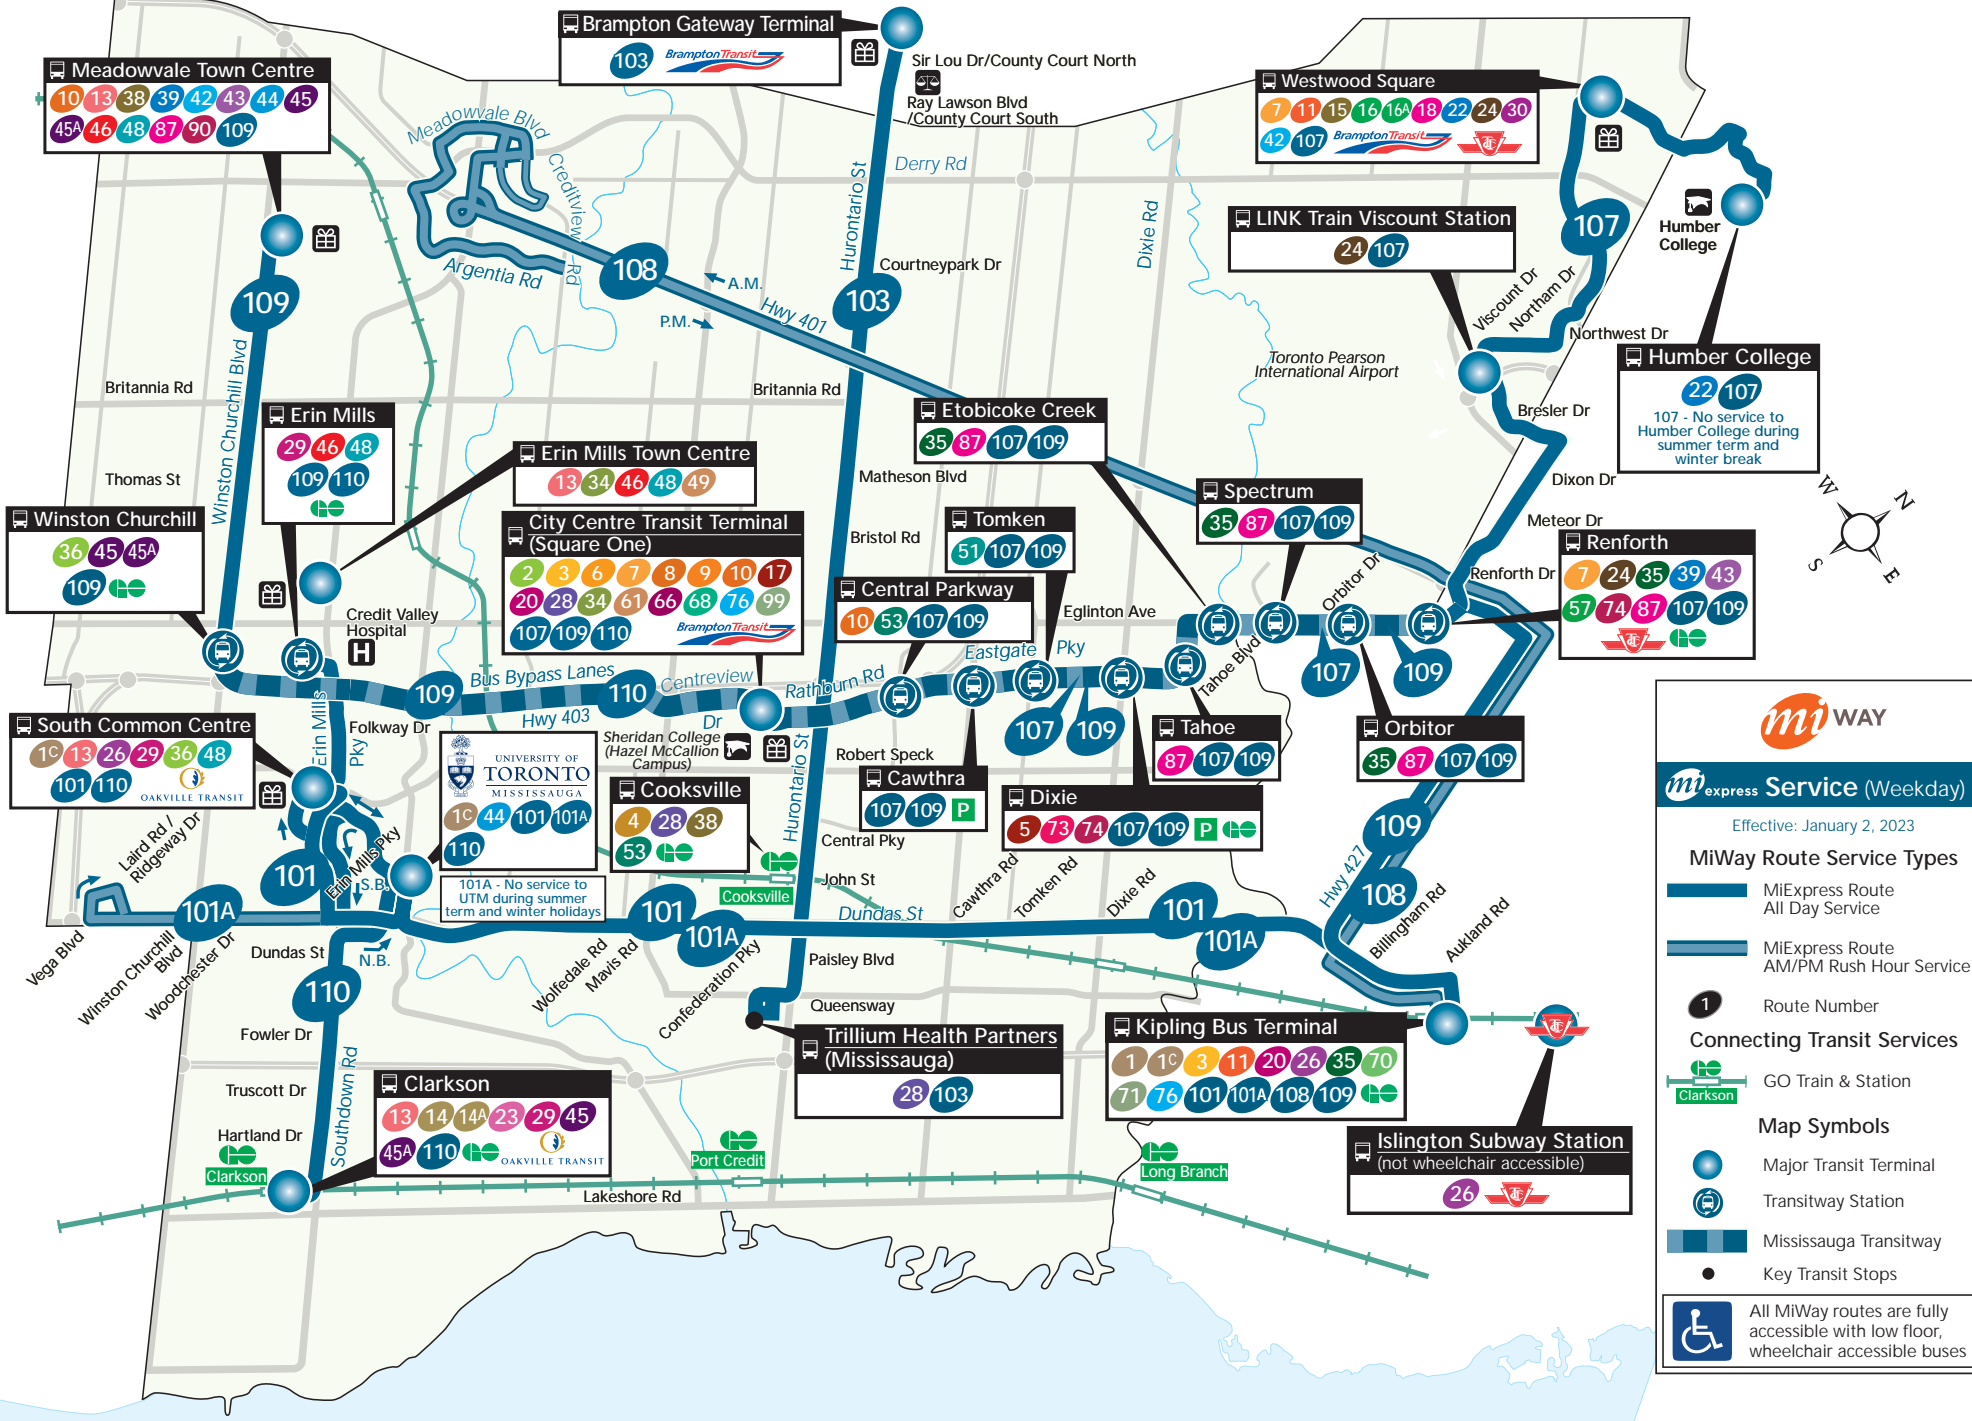 Brampton Gateway Terminal
103 BramptonTransit
Sir Lou Dr/County Court North
Ray Lawson Blvd
/County Court South
Meadowvale Town Centre
10 13 38 39 42 43 44 45
45A 46 48 87 90 109
Meadowvale Blvd
Creditview Rd
Argentia Rd
Derry Rd
Hurontario St
Dixie Rd
Westwood Square
7 11 15 16 16A 18 22 24 30
42 107 BramptonTransit TTC
107
Humber
College
LINK Train Viscount Station
24 107
Viscount Dr
Northam Dr
Northwest Dr
109
108
103
Courtneypark Dr
A.M.
P.M.
Hwy 401
Toronto Pearson
International Airport
Humber College
22 107
107 - No service to
Humber College during
summer term and
winter break
Bresler Dr
Dixon Dr
Meteor Dr
Renforth Dr
Britannia Rd
Britannia Rd
Winston Churchill Blvd
Thomas St
Erin Mills
29 46 48
109 110
GO
Erin Mills Town Centre
13 34 46 48 49
Etobicoke Creek
35 87 107 109
Matheson Blvd
Bristol Rd
Spectrum
35 87 107 109
Winston Churchill
36 45 45A
109 GO
City Centre Transit Terminal
(Square One)
2 3 6 7 8 9 10 17
20 28 34 61 66 68 76 99
107 109 110 BramptonTransit
Tomken
51 107 109
Central Parkway
10 53 107 109
Eglinton Ave
Orbitor Dr
Renforth
7 24 35 39 43
57 74 87 107 109
TTC GO
W N S E
Credit Valley
Hospital
H
Eastgate Pky
Tahoe Blvd
107
109
109
Bus Bypass Lanes
110
Centreview
Dr
Rathburn Rd
Hwy 403
Folkway Dr
Erin Mills
Pky
107
109
South Common Centre
1C 13 26 29 36 48
101 110 OAKVILLE TRANSIT
UNIVERSITY OF
TORONTO
MISSISSAUGA
1C 44 101 101A
110
101A - No service to
UTM during summer
term and winter holidays
Sheridan College
(Hazel McCallion
Campus)
Robert Speck
Cooksville
4 28 38
53 GO
Cooksville
Hurontario St
Cawthra
107 109 P
Tahoe
87 107 109
Orbitor
35 87 107 109
Dixie
5 73 74 107 109 P GO
Central Pky
John St
Laird Rd /
Ridgeway Dr
101
Erin Mills Pky
S.B.
N.B.
101A
Vega Blvd
Winston Churchill
Blvd
Woodchester Dr
Dundas St
110
101
101A
Dundas St
Wolfedale Rd
Mavis Rd
Confederation Pky
Cawthra Rd
Tomken Rd
Dixie Rd
101
101A
109
Hwy 427
108
Billingham Rd
Aukland Rd
Paisley Blvd
Queensway
Fowler Dr
Truscott Dr
Hartland Dr
Southdown Rd
Clarkson
Clarkson
13 14 14A 23 29 45
45A 110 GO OAKVILLE TRANSIT
Trillium Health Partners
(Mississauga)
28 103
Kipling Bus Terminal
1 1C 3 11 20 26 35 70
71 76 101 101A 108 109 GO
TTC
Islington Subway Station
(not wheelchair accessible)
26 TTC
Port Credit
Long Branch
Lakeshore Rd
mi WAY
mi express Service (Weekday)
Effective: January 2, 2023
MiWay Route Service Types
MiExpress Route
All Day Service
MiExpress Route
AM/PM Rush Hour Service
1 Route Number
Connecting Transit Services
GO Train & Station
Clarkson
Map Symbols
Major Transit Terminal
Transitway Station
Mississauga Transitway
Key Transit Stops
All MiWay routes are fully
accessible with low floor,
wheelchair accessible buses